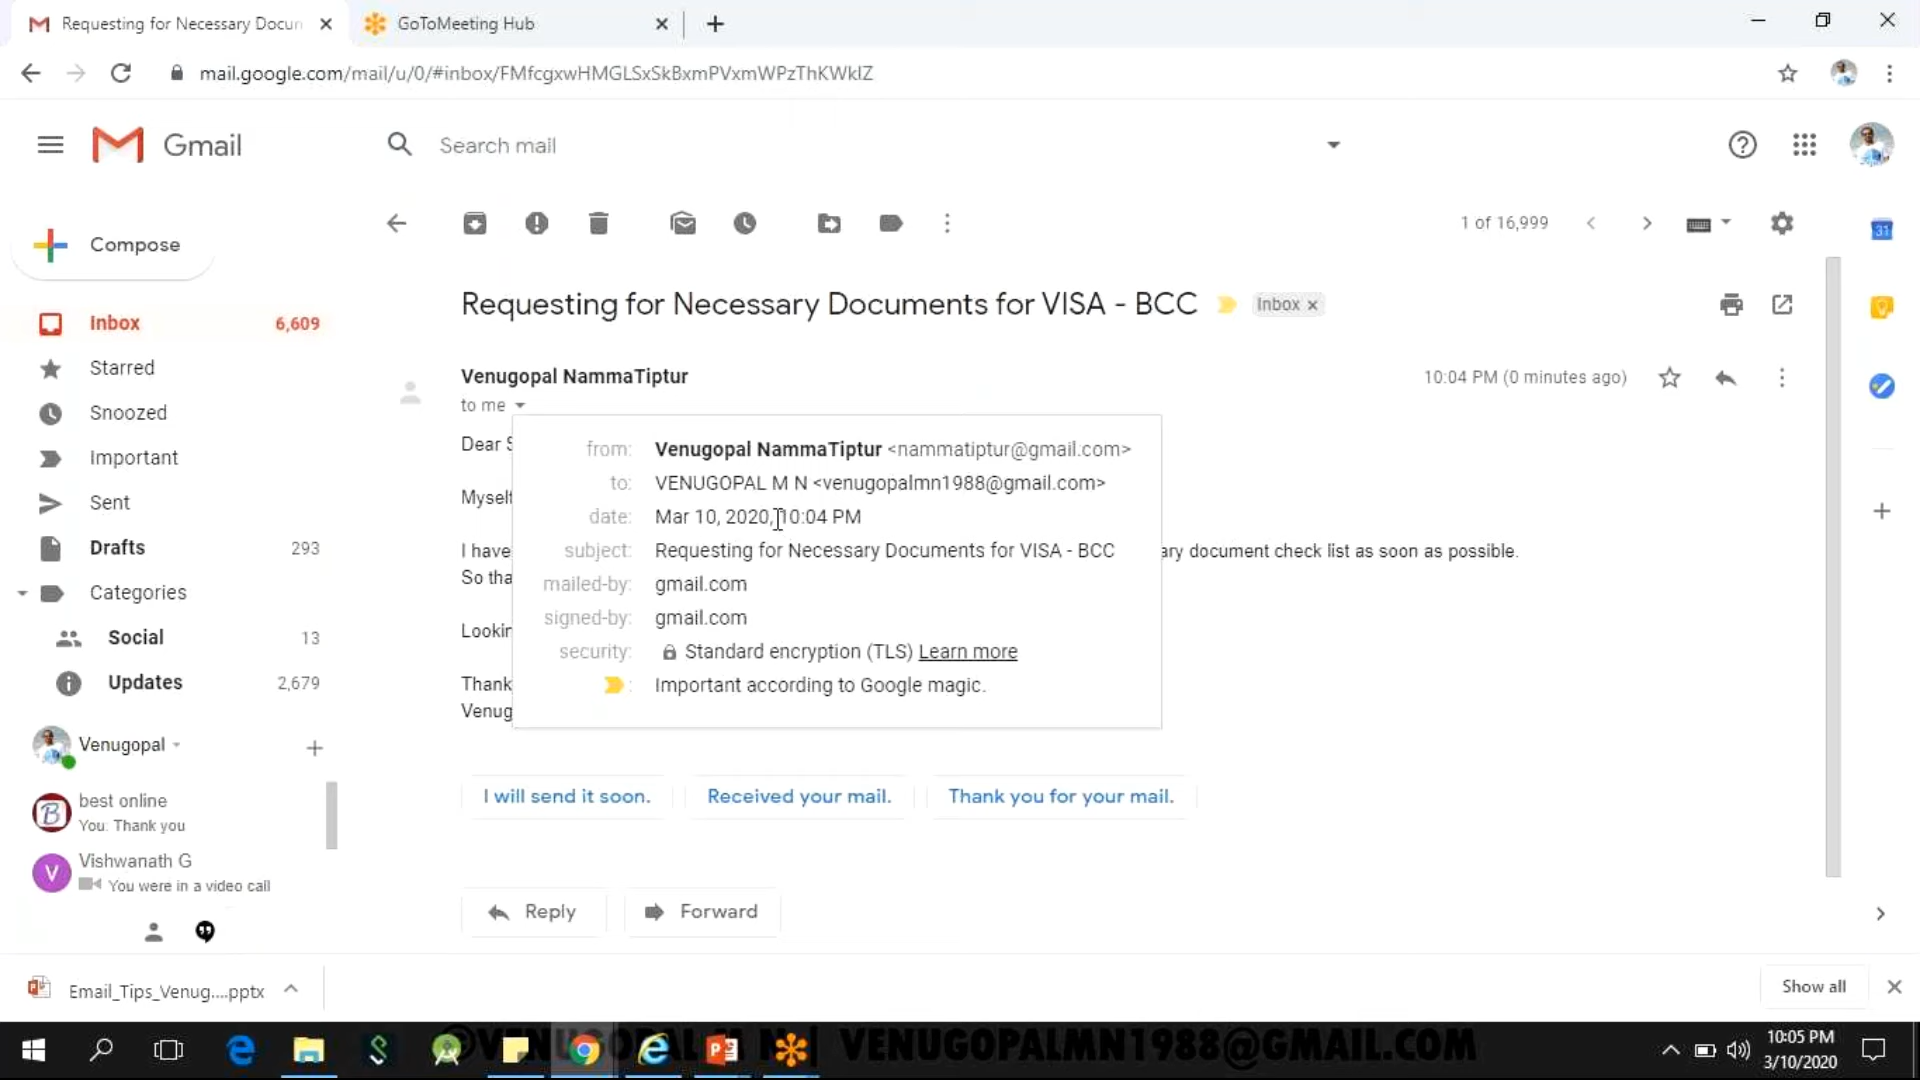 Requesting for Necessary Docun
GoToMeeting Hub
mail.google.com/mail/u/0/#inbox/FMfcgxwHMGLSxSkBxmPVxmWPzThKWkIZ
Gmail
Search mail
Compose
1 of 16,999
31
Requesting for Necessary Documents for VISA - BCC
Inbox x
Inbox 6,609
Starred
Snoozed
Important
Sent
Drafts 293
Categories
Social 13
Updates 2,679
Venugopal NammaTiptur
10:04 PM (0 minutes ago)
to me
Dear S
from: Venugopal NammaTiptur <nammatiptur@gmail.com>
to: VENUGOPAL M N <venugopalmn1988@gmail.com>
Myself
date: Mar 10, 2020, 10:04 PM
I have
subject: Requesting for Necessary Documents for VISA - BCC
ary document check list as soon as possible.
So tha
mailed-by: gmail.com
signed-by: gmail.com
Lookin
security: Standard encryption (TLS) Learn more
Thank
: Important according to Google magic.
Venug
Venugopal
best online
You: Thank you
V
Vishwanath G
You were in a video call
I will send it soon.
Received your mail.
Thank you for your mail.
Reply
Forward
Email_Tips_Venug....pptx
Show all
©VENUGOPAL M N | VENUGOPALMN1988@GMAIL.COM
10:05 PM
3/10/2020